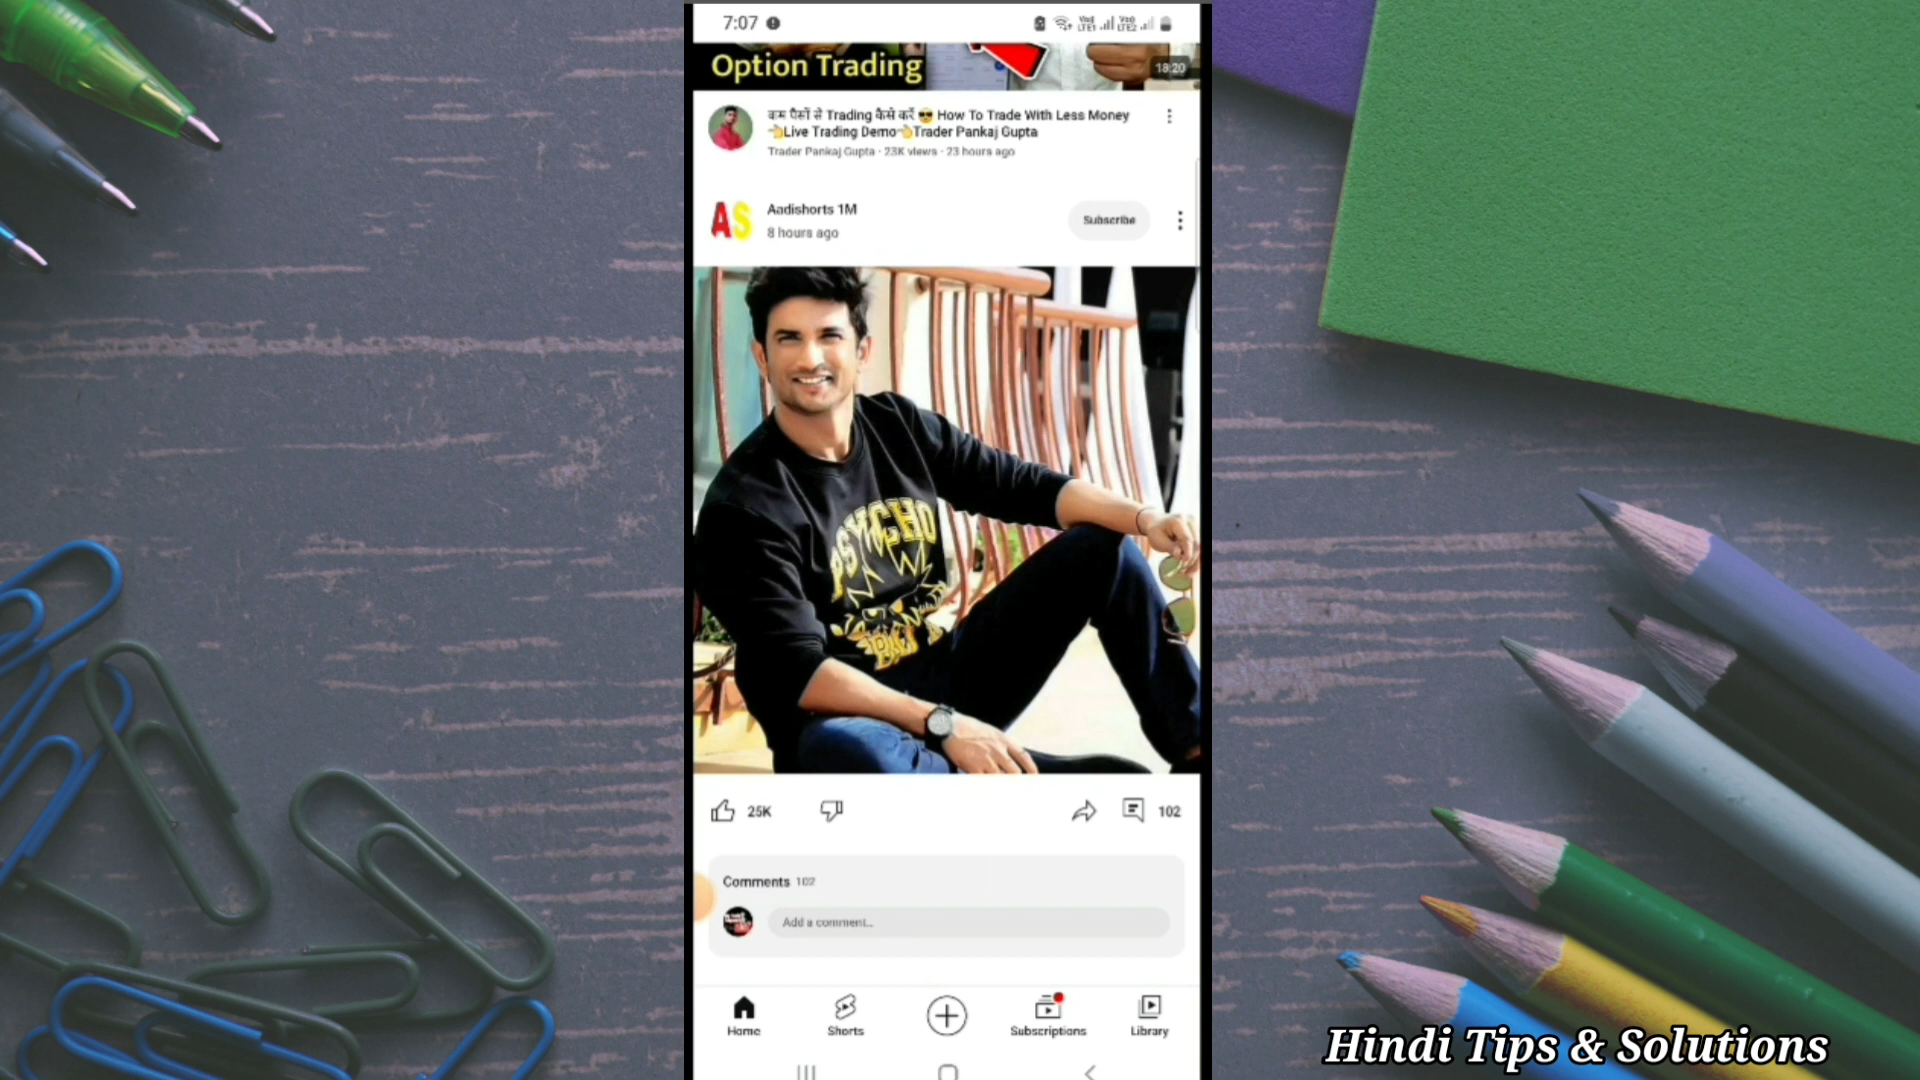 7:07
Option Trading
18:20
कम पैसों से Trading कैसे करें 😎 How To Trade With Less Money
👈Live Trading Demo👈Trader Pankaj Gupta
Trader Pankaj Gupta · 23K views · 23 hours ago
AS
Aadishorts 1M
8 hours ago
Subscribe
PSYCHO
25K
102
Comments 102
Add a comment...
Home
Shorts
Subscriptions
Library
Hindi Tips & Solutions